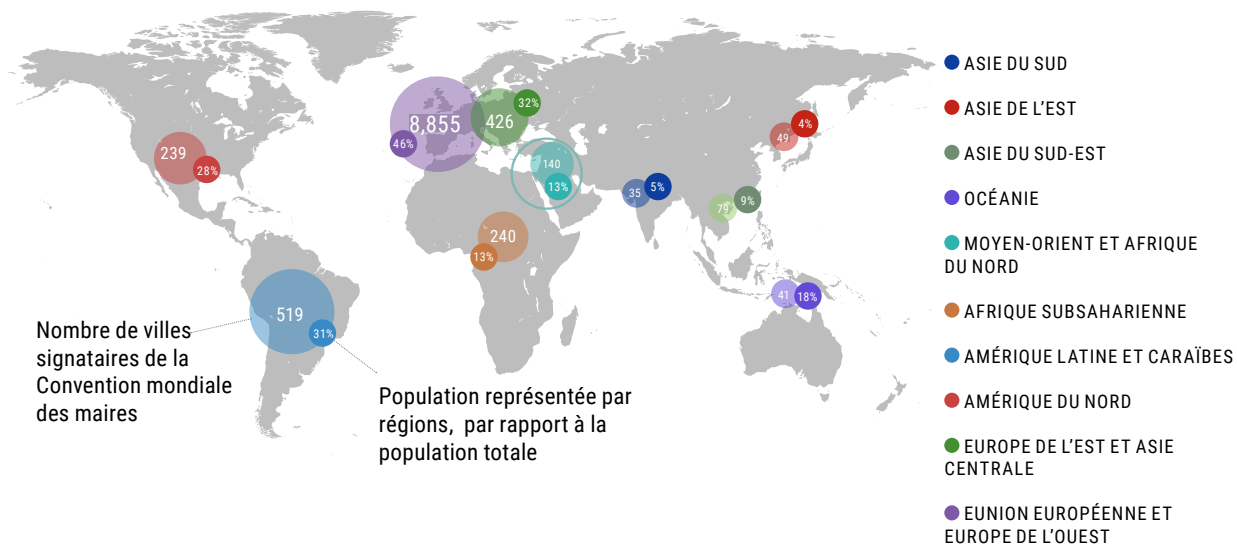 239
28%
8,855
46%
426
32%
140
13%
240
13%
35
5%
79
9%
49
4%
41
18%
519
31%
Nombre de villes
signataires de la
Convention mondiale
des maires
Population représentée par
régions, par rapport à la
population totale
ASIE DU SUD
ASIE DE L'EST
ASIE DU SUD-EST
OCÉANIE
MOYEN-ORIENT ET AFRIQUE
DU NORD
AFRIQUE SUBSAHARIENNE
AMÉRIQUE LATINE ET CARAÏBES
AMÉRIQUE DU NORD
EUROPE DE L'EST ET ASIE
CENTRALE
EUNION EUROPÉENNE ET
EUROPE DE L'OUEST